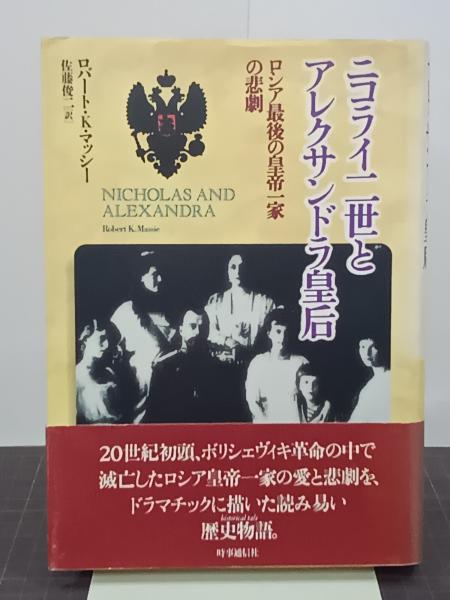 ニコライ二世と
アレクサンドラ皇后
ロシア最後の皇帝一家
の悲劇
ロバート・K・マッシー
佐藤俊二 訳
NICHOLAS AND
ALEXANDRA
Robert K. Massie
20世紀初頭、ボリシェヴィキ革命の中で
滅亡したロシア皇帝一家の愛と悲劇を、
ドラマチックに描いた読み易い
historical tale
歴史物語。
時事通信社